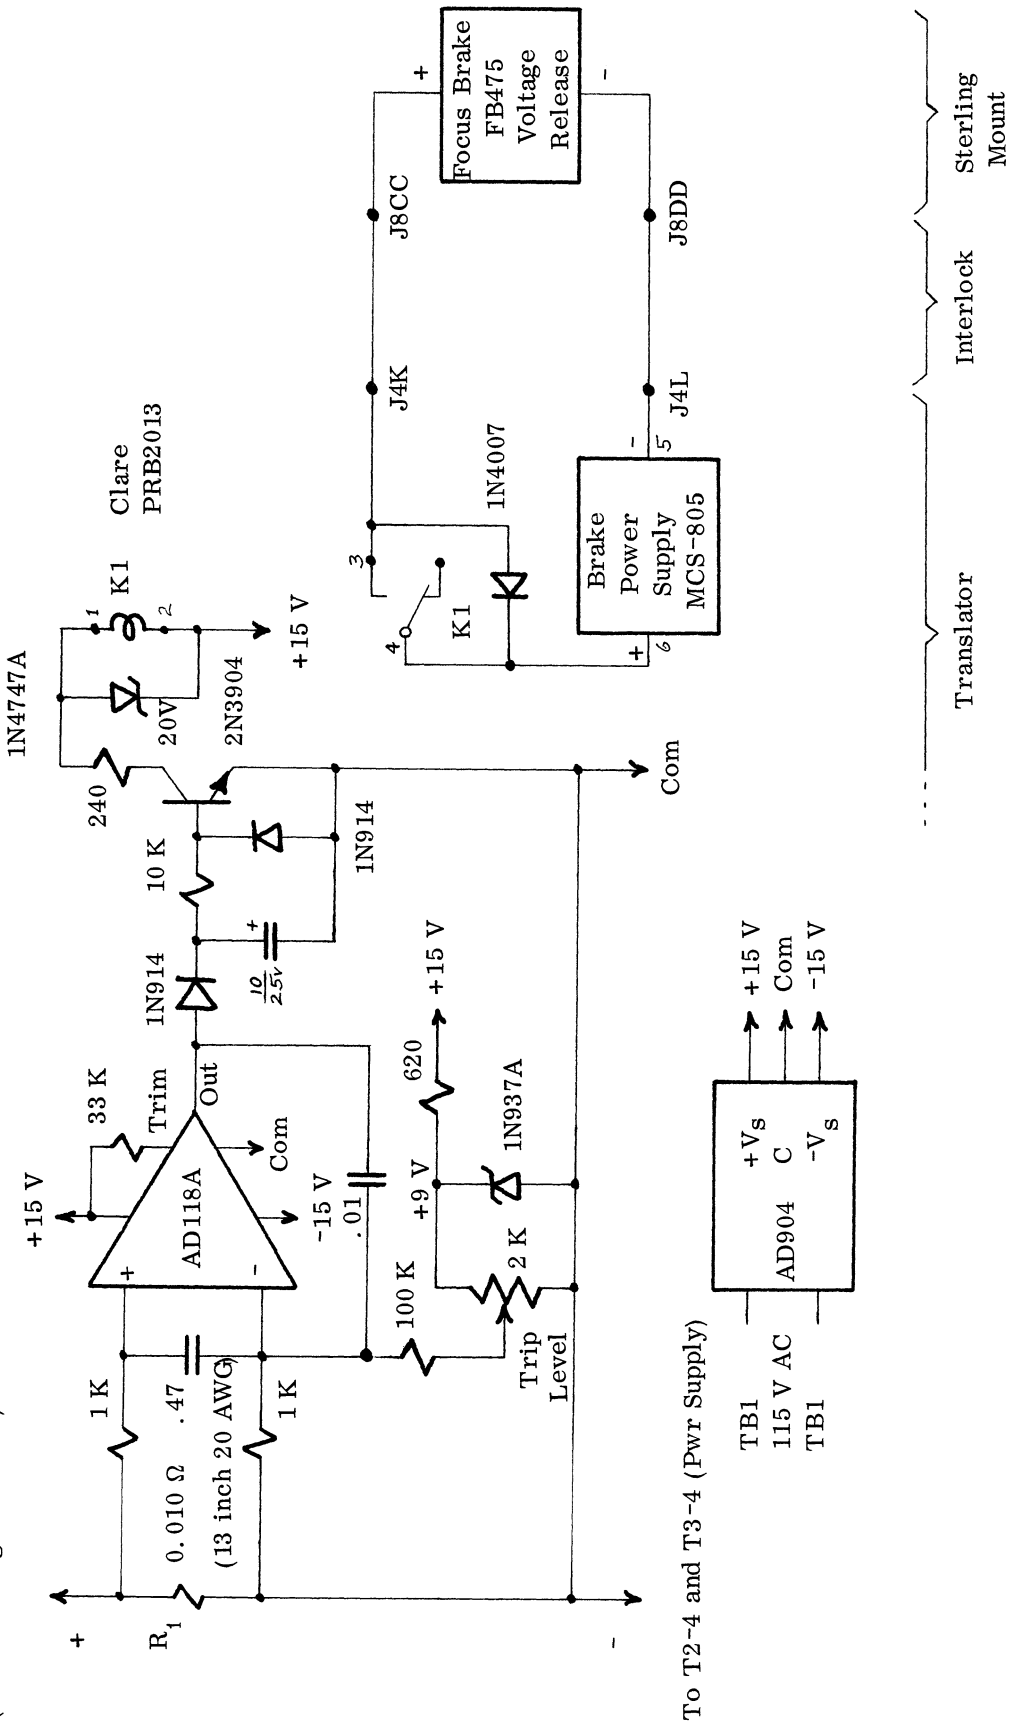 +15 V
33 K
Trim
1N914
10 K
240
1N4747A
Clare
PRB2013
K1
1
2
20V
2N3904
+15 V
1 K
+
AD118A
-
Out
Com
-15 V
.01
10
25V
+
1N914
+
R1
0.010 Ω
.47
(13 inch 20 AWG)
1 K
100 K
+9 V
620
+15 V
1N937A
2 K
Trip
Level
Com
-
3
4
K1
1N4007
J4K
J8CC
+
Focus Brake
FB475
Voltage
Release
-
+
6
Brake
Power
Supply
MCS-805
-
5
J4L
J8DD
To T2-4 and T3-4 (Pwr Supply)
TB1
115 V AC
TB1
AD904
+Vs
C
-Vs
+15 V
Com
-15 V
Translator
Interlock
Sterling
Mount